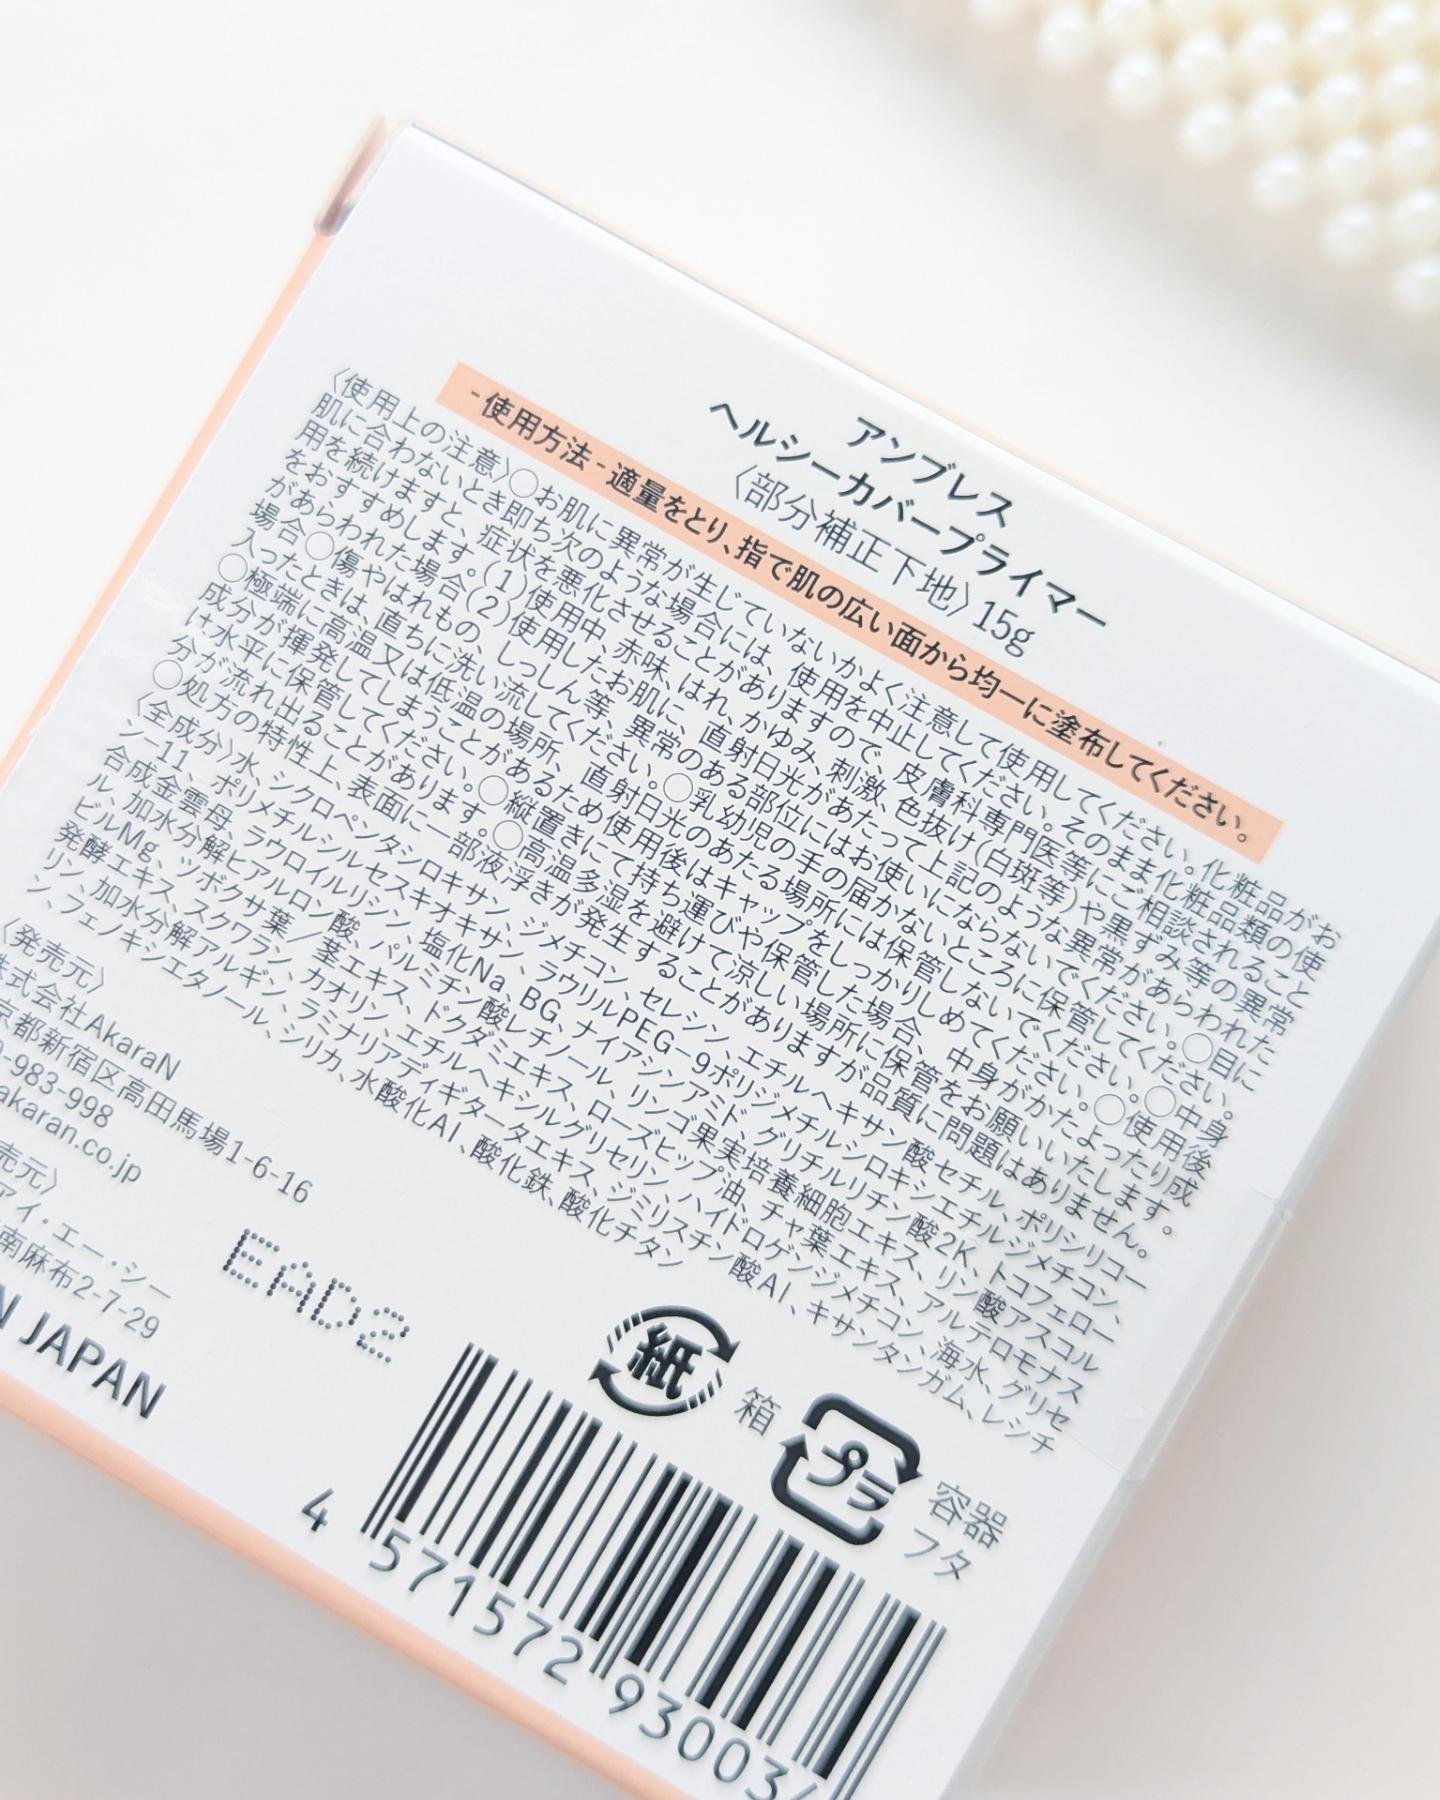 アンブレス
ヘルシーカバープライマー
〈部分補正下地〉15g
-使用方法- 適量をとり、指で肌の広い面から均一に塗布してください。
〈使用上の注意〉○お肌に異常が生じていないかよく注意して使用してください。化粧品がお
肌に合わないとき即ち次のような場合には、使用を中止してください。そのまま化粧品類の使
用を続けますと、症状を悪化させることがありますので、皮膚科専門医等にご相談されること
をおすすめします。(1)使用中、赤味、はれ、かゆみ、刺激、色抜け(白斑等)や黒ずみ等の異常
があらわれた場合(2)使用したお肌に、直射日光があたって上記のような異常があらわれた
場合○傷やはれもの、しっしん等、異常のある部位にはお使いにならないでください。○目に
入ったときは、直ちに洗い流してください。○乳幼児の手の届かないところに保管してください。
○極端に高温又は低温の場所、直射日光のあたる場所には保管しないでください。○中身
成分が揮発してしまうことがあるため使用後はキャップをしっかりしめてください。○使用後
は水平に保管してください。○縦置きにて持ち運びや保管した場合、中身がかたよったり成
分が流れ出ることがあります。○高温多湿を避けて涼しい場所に保管をお願いいたします。
○処方の特性上、表面に一部液浮きが発生することがありますが品質に問題はありません。
〈全成分〉水、シクロペンタシロキサン、ジメチコン、セレシン、エチルヘキサン酸セチル、ポリシリコー
ン-11、ポリメチルシルセスキオキサン、ラウリルPEG-9ポリジメチルシロキシエチルジメチコン、
合成金雲母、ラウロイルリシン、塩化Na、BG、ナイアシンアミド、グリチルリチン酸2K、トコフェロー
ル、加水分解ヒアルロン酸、パルミチン酸レチノール、リンゴ果実培養細胞エキス、リン酸アスコル
ビルMg、ツボクサ葉/茎エキス、ドクダミエキス、ローズヒップ油、チャ葉エキス、アルテロモナス
発酵エキス、スクワラン、カオリン、エチルヘキシルグリセリン、ハイドロゲンジメチコン、海水、グリセ
リン、加水分解アルギン、ラミナリアディギタータエキス、ジミリスチン酸Al、キサンタンガム、レシチ
ン、フェノキシエタノール、シリカ、水酸化Al、酸化鉄、酸化チタン
〈発売元〉
株式会社AkaraN
京都新宿区高田馬場1-6-16
-983-998
akaran.co.jp
売元〉
アイ・エー・シー
南麻布2-7-29
N JAPAN
EAD2
紙
箱
プラ
容器
フタ
4 571572 93003